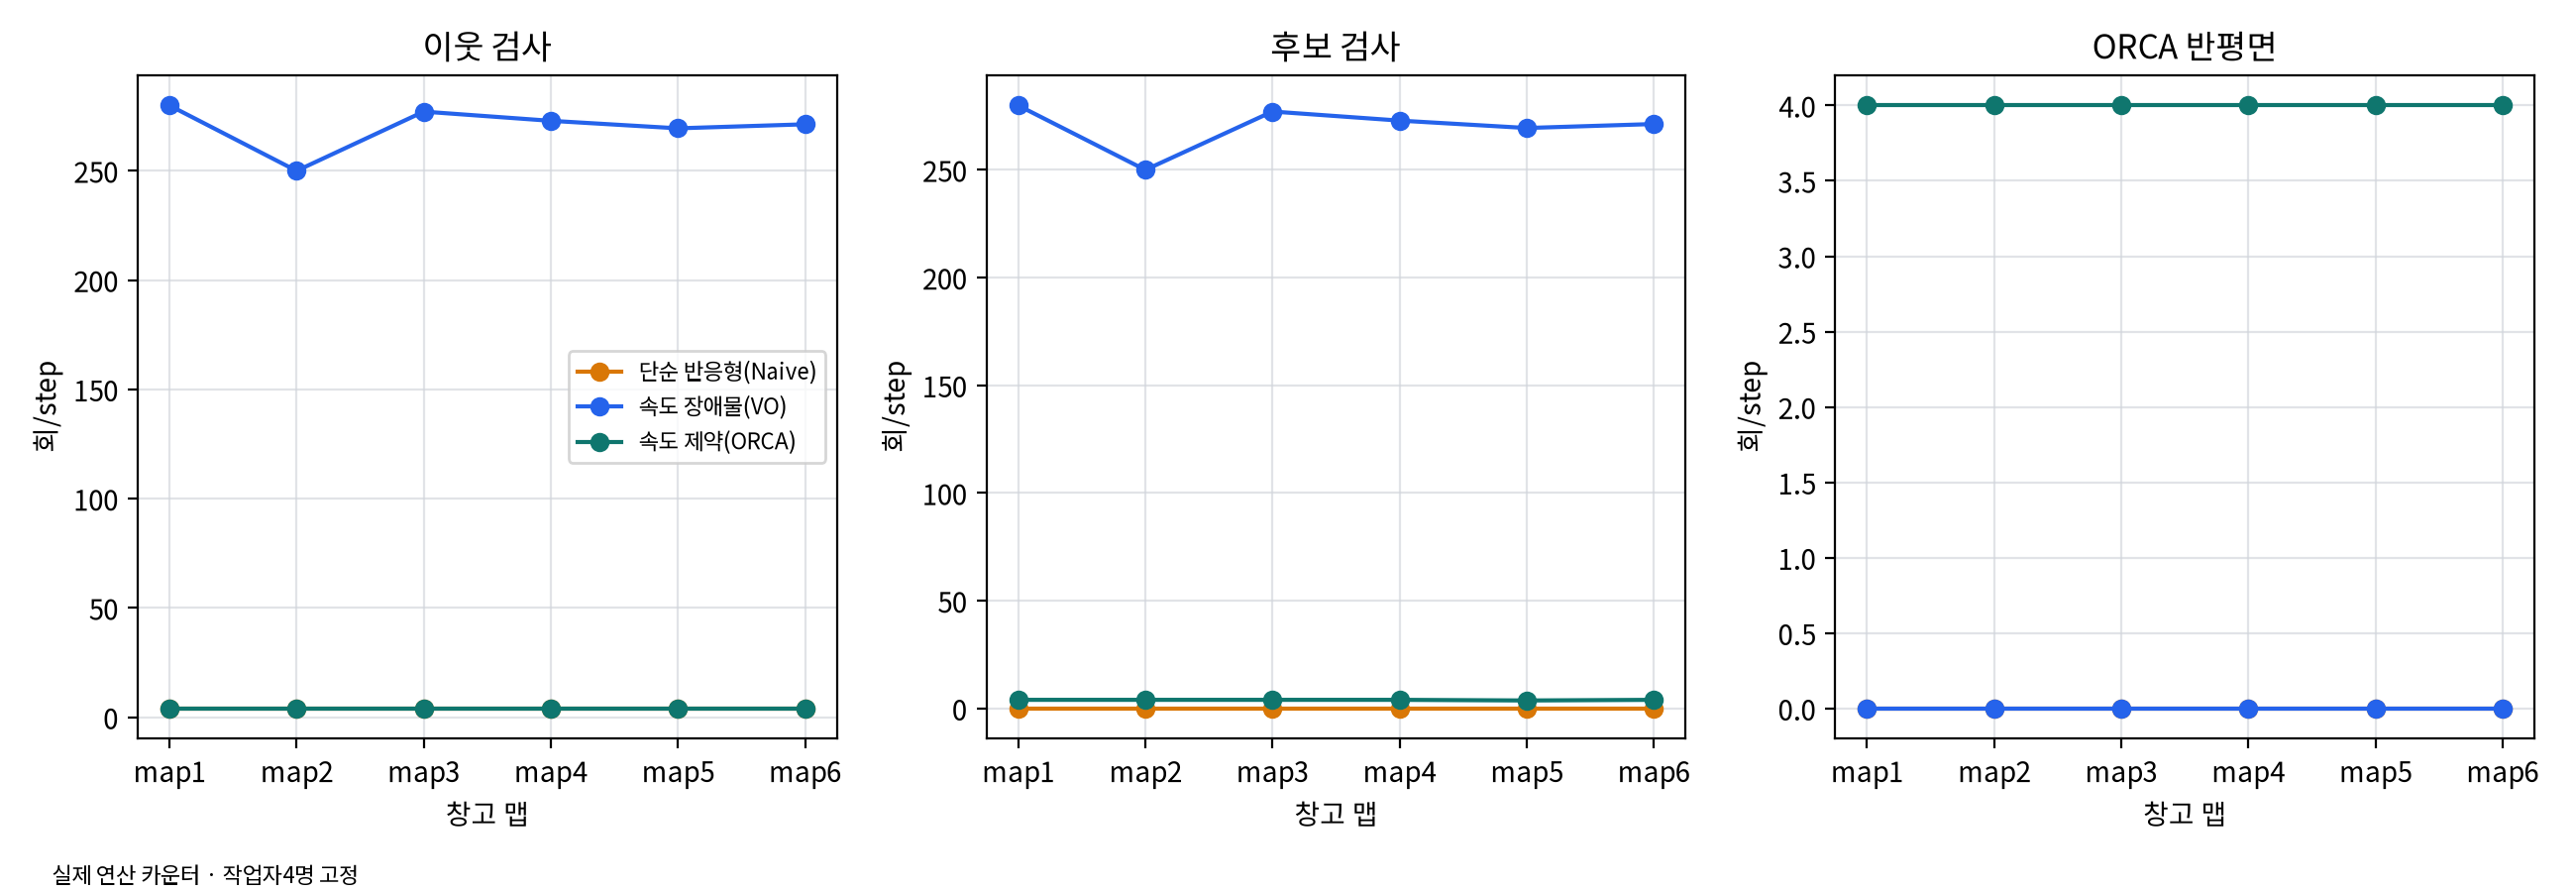 이웃 검사
250
200
150
100
50
0
회/step
단순 반응형(Naive)
속도 장애물(VO)
속도 제약(ORCA)
map1 map2 map3 map4 map5 map6
창고 맵
후보 검사
250
200
150
100
50
0
회/step
map1 map2 map3 map4 map5 map6
창고 맵
ORCA 반평면
4.0
3.5
3.0
2.5
2.0
1.5
1.0
0.5
0.0
회/step
map1 map2 map3 map4 map5 map6
창고 맵
실제 연산 카운터 · 작업자4명 고정